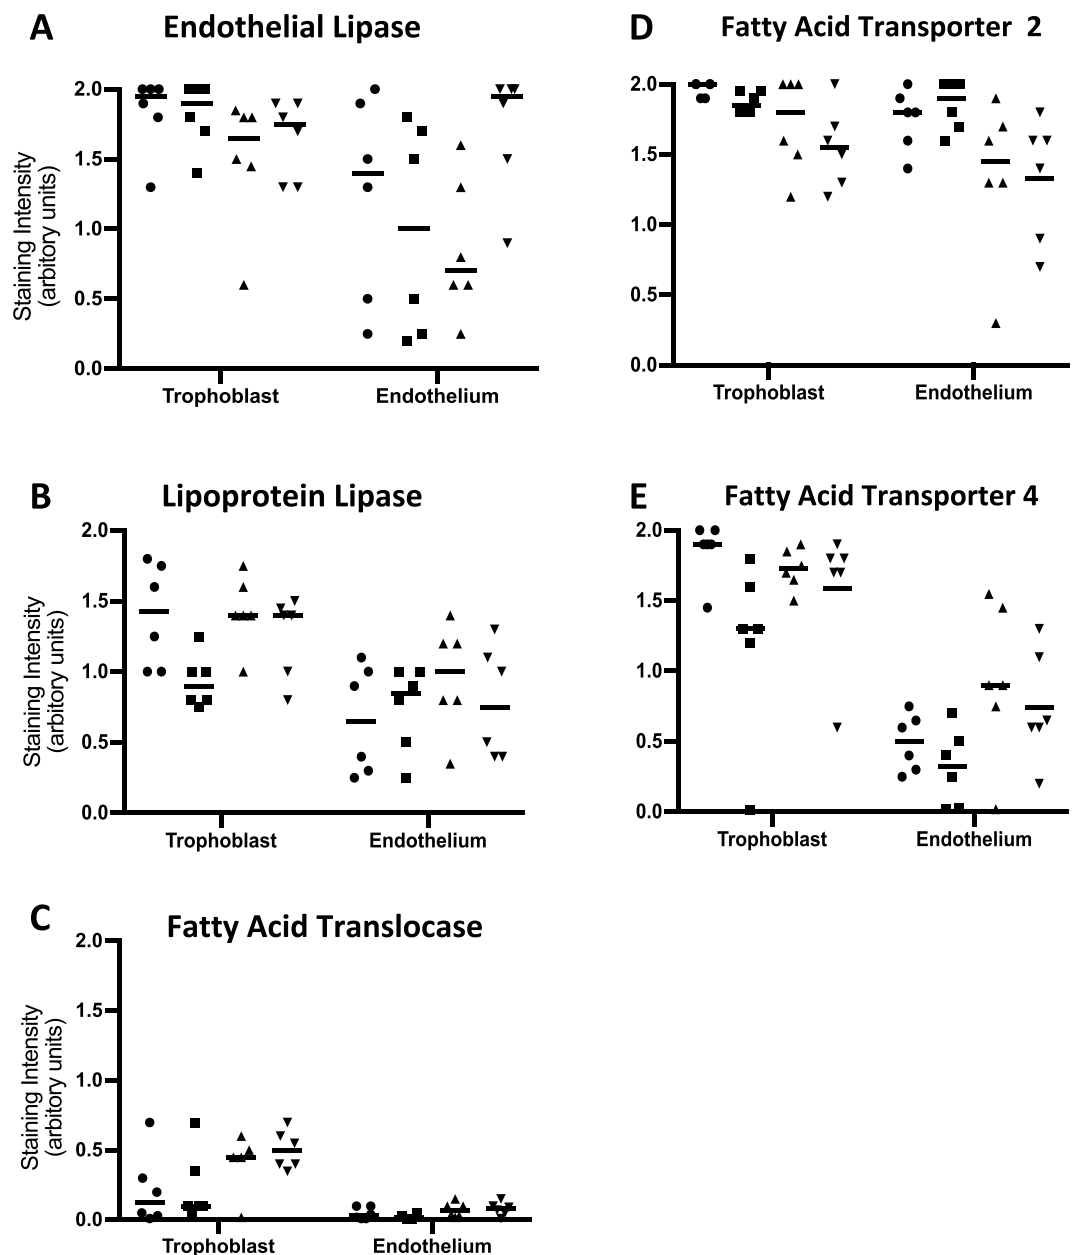 A
Endothelial Lipase
Staining Intensity
(arbitory units)
2.0
1.5
1.0
0.5
0.0
Trophoblast
Endothelium
B
Lipoprotein Lipase
Staining Intensity
(arbitory units)
2.0
1.5
1.0
0.5
0.0
Trophoblast
Endothelium
C
Fatty Acid Translocase
Staining Intensity
(arbitory units)
2.0
1.5
1.0
0.5
0.0
Trophoblast
Endothelium
D
Fatty Acid Transporter 2
2.0
1.5
1.0
0.5
0.0
Trophoblast
Endothelium
E
Fatty Acid Transporter 4
2.0
1.5
1.0
0.5
0.0
Trophoblast
Endothelium